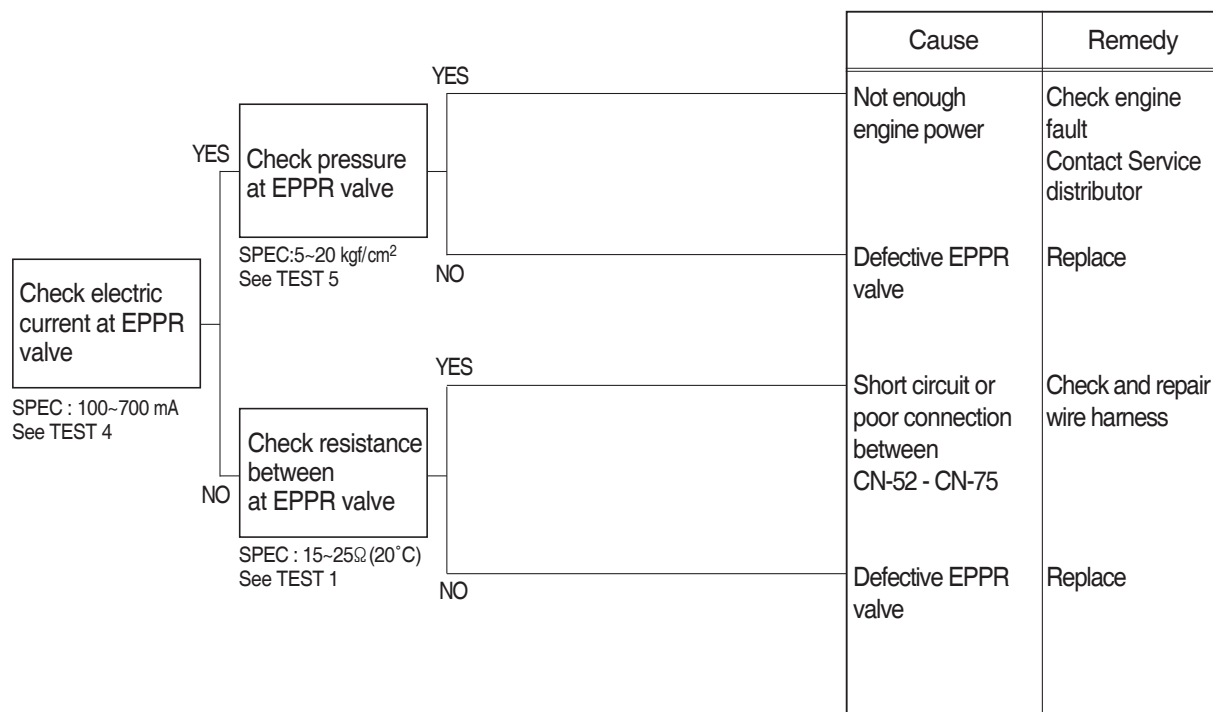 Cause
Remedy
YES
Not enough
engine power
Check engine
fault
Contact Service
distributor
YES
Check pressure
at EPPR valve
SPEC:5~20 kgf/cm²
See TEST 5
NO
Defective EPPR
valve
Replace
Check electric
current at EPPR
valve
SPEC : 100~700 mA
See TEST 4
YES
Short circuit or
poor connection
between
CN-52 - CN-75
Check and repair
wire harness
NO
Check resistance
between
at EPPR valve
SPEC : 15~25Ω(20°C)
See TEST 1
NO
Defective EPPR
valve
Replace